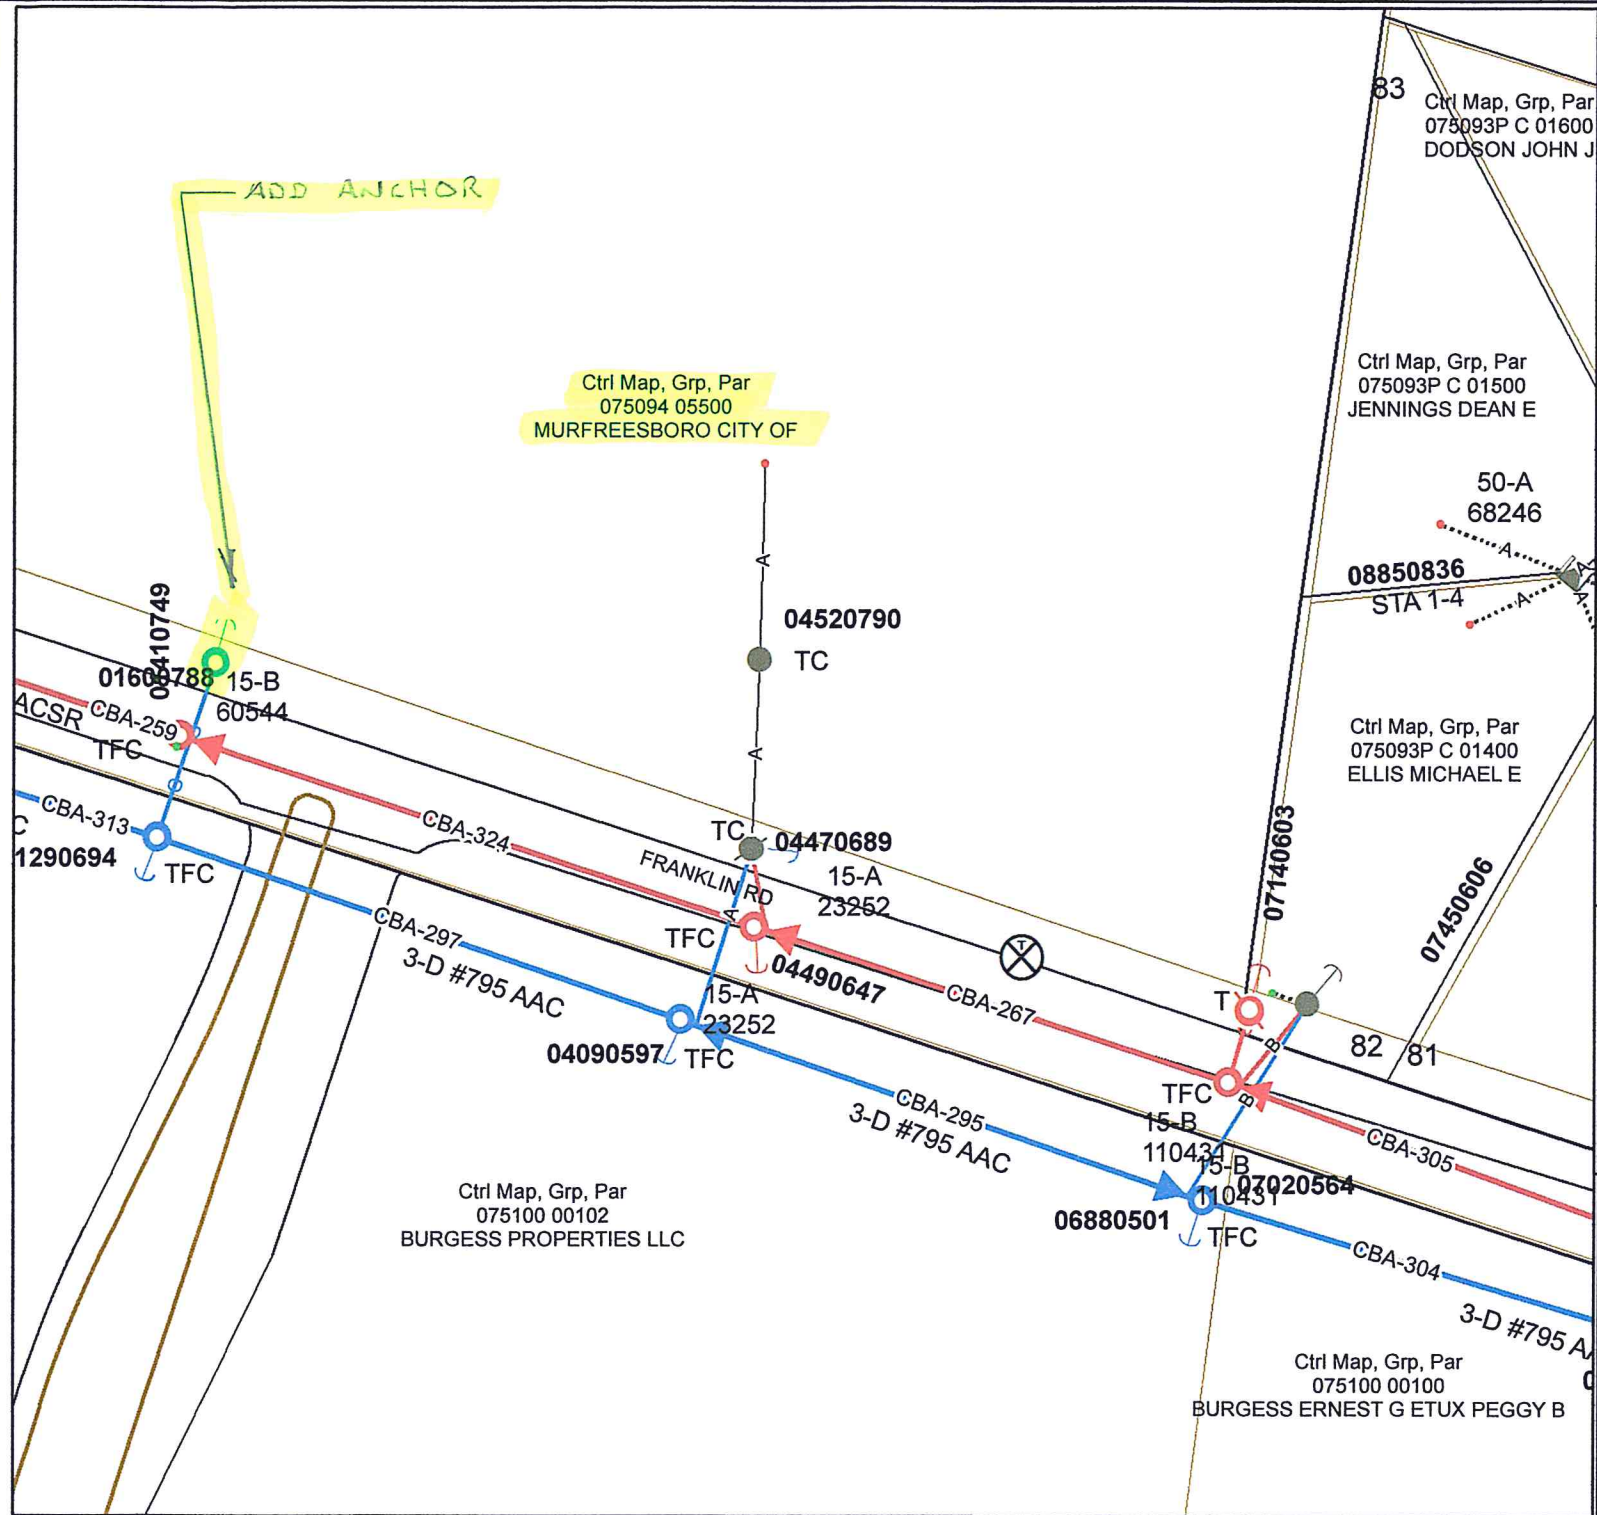 83
Ctrl Map, Grp, Par
075093P C 01600
DODSON JOHN J
ADD ANCHOR
Ctrl Map, Grp, Par
075094 05500
MURFREESBORO CITY OF
Ctrl Map, Grp, Par
075093P C 01500
JENNINGS DEAN E
50-A
68246
A
A
A
A
08850836
STA 1-4
A
04520790
TC
A
01600788
15-B
60544
ACSR
CBA-259
TFC
Ctrl Map, Grp, Par
075093P C 01400
ELLIS MICHAEL E
CBA-313
C
1290694
TFC
CBA-324
TC
04470689
FRANKLIN RD
15-A
23252
A
TFC
04490647
07140603
07450606
T
CBA-297
3-D #795 AAC
15-A
23252
04090597
TFC
CBA-267
T
82
81
B
TFC
B
15-B
110431
15-B
110431
07020564
CBA-305
CBA-295
3-D #795 AAC
06880501
TFC
CBA-304
3-D #795 A
Ctrl Map, Grp, Par
075100 00102
BURGESS PROPERTIES LLC
Ctrl Map, Grp, Par
075100 00100
BURGESS ERNEST G ETUX PEGGY B